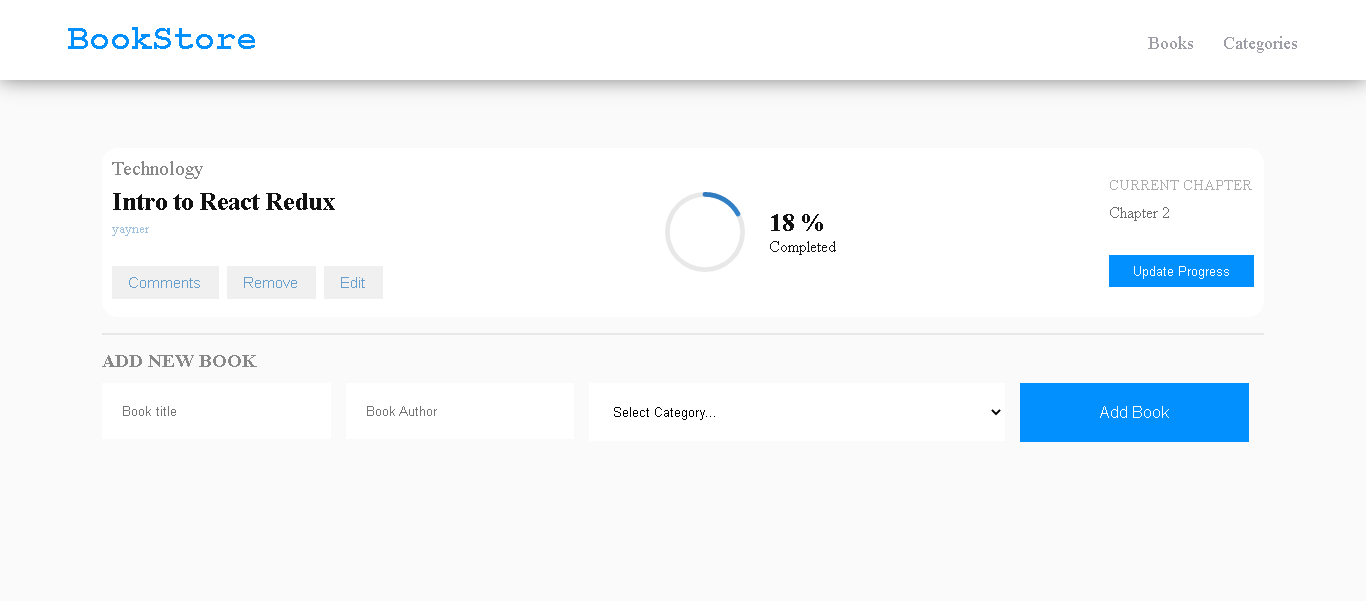 BookStore
Books
Categories
Technology
Intro to React Redux
yayner
Comments
Remove
Edit
18 %
Completed
CURRENT CHAPTER
Chapter 2
Update Progress
ADD NEW BOOK
Book title
Book Author
Select Category...
Add Book